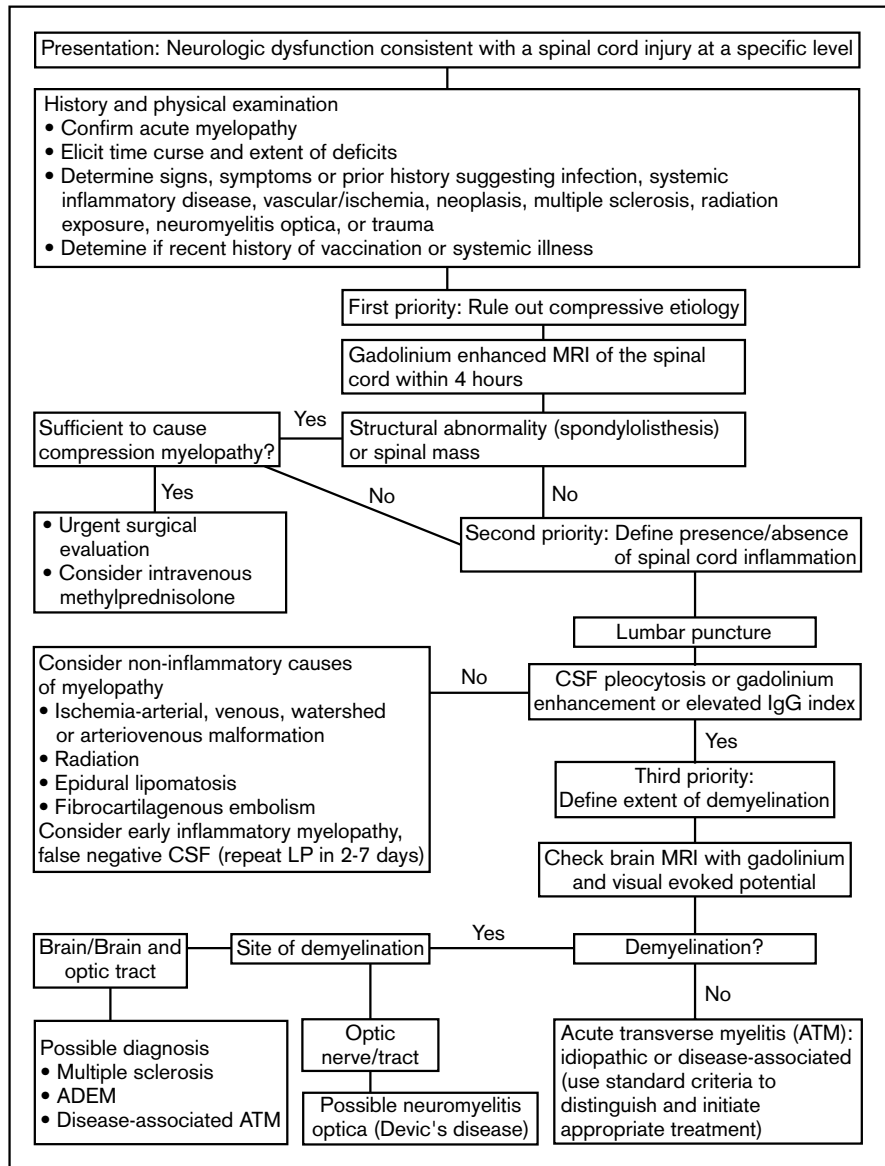 Presentation: Neurologic dysfunction consistent with a spinal cord injury at a specific level
History and physical examination
• Confirm acute myelopathy
• Elicit time curse and extent of deficits
• Determine signs, symptoms or prior history suggesting infection, systemic
inflammatory disease, vascular/ischemia, neoplasis, multiple sclerosis, radiation
exposure, neuromyelitis optica, or trauma
• Detemine if recent history of vaccination or systemic illness
First priority: Rule out compressive etiology
Gadolinium enhanced MRI of the spinal
cord within 4 hours
Structural abnormality (spondylolisthesis)
or spinal mass
Yes
Sufficient to cause
compression myelopathy?
Yes
• Urgent surgical
evaluation
• Consider intravenous
methylprednisolone
No
No
Second priority: Define presence/absence
of spinal cord inflammation
Lumbar puncture
CSF pleocytosis or gadolinium
enhancement or elevated IgG index
No
Consider non-inflammatory causes
of myelopathy
• Ischemia-arterial, venous, watershed
or arteriovenous malformation
• Radiation
• Epidural lipomatosis
• Fibrocartilagenous embolism
Consider early inflammatory myelopathy,
false negative CSF (repeat LP in 2-7 days)
Yes
Third priority:
Define extent of demyelination
Check brain MRI with gadolinium
and visual evoked potential
Demyelination?
Yes
Site of demyelination
Brain/Brain and
optic tract
Possible diagnosis
• Multiple sclerosis
• ADEM
• Disease-associated ATM
Optic
nerve/tract
Possible neuromyelitis
optica (Devic's disease)
No
Acute transverse myelitis (ATM):
idiopathic or disease-associated
(use standard criteria to
distinguish and initiate
appropriate treatment)